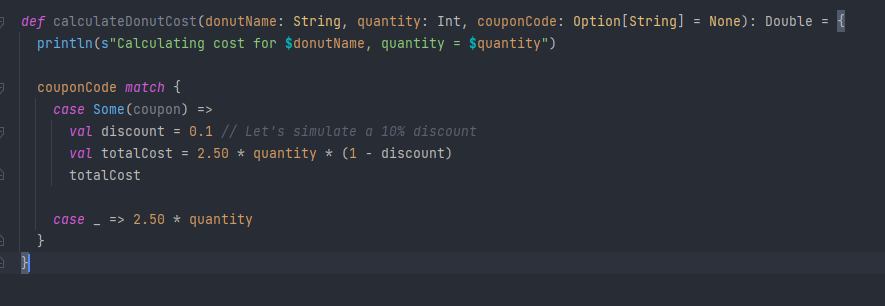 def calculateDonutCost(donutName: String, quantity: Int, couponCode: Option[String] = None): Double = {
  println(s"Calculating cost for $donutName, quantity = $quantity")

  couponCode match {
    case Some(coupon) =>
      val discount = 0.1 // Let's simulate a 10% discount
      val totalCost = 2.50 * quantity * (1 - discount)
      totalCost

    case _ => 2.50 * quantity
  }
}